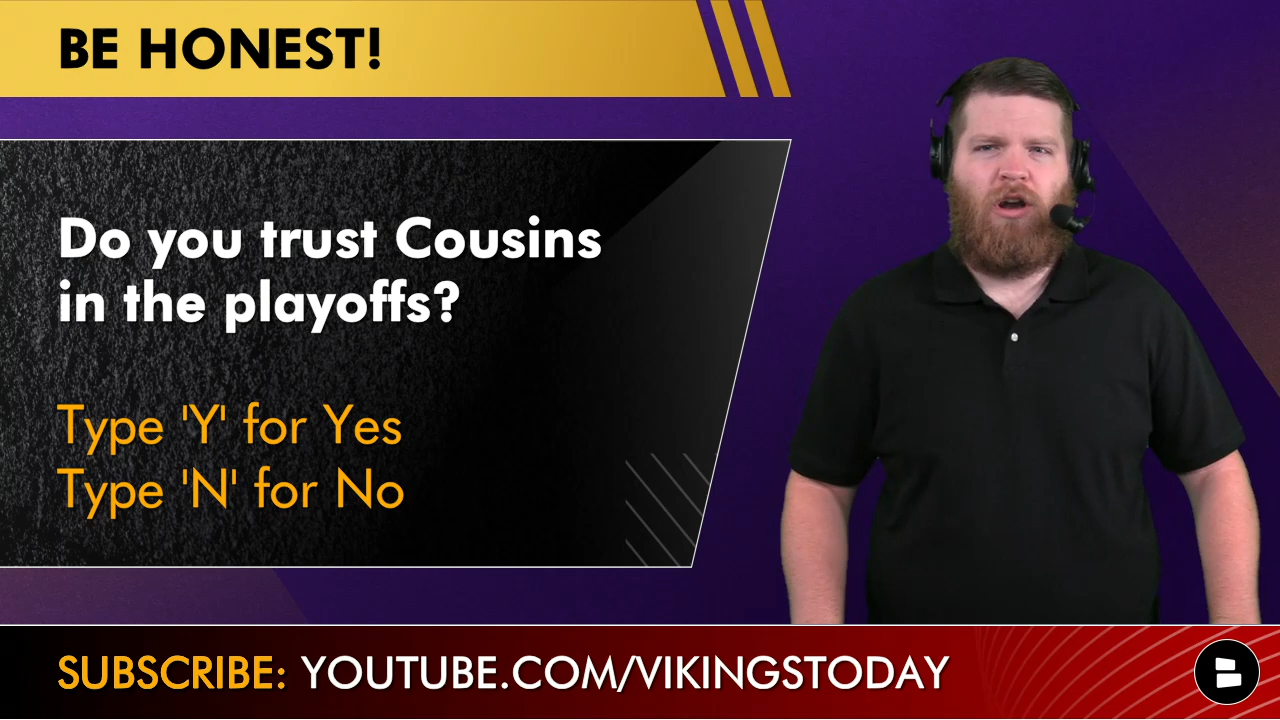 BE HONEST!
Do you trust Cousins
in the playoffs?
Type 'Y' for Yes
Type 'N' for No
SUBSCRIBE: YOUTUBE.COM/VIKINGSTODAY